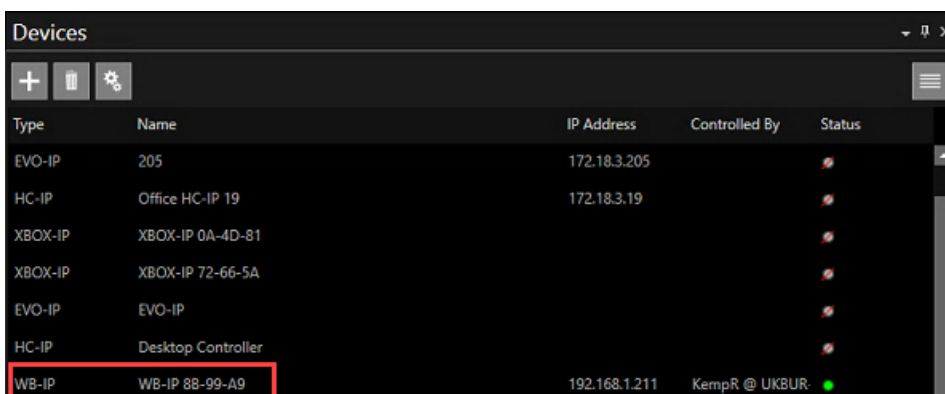 Devices
Type Name IP Address Controlled By Status
EVO-IP 205 172.18.3.205
HC-IP Office HC-IP 19 172.18.3.19
XBOX-IP XBOX-IP 0A-4D-81
XBOX-IP XBOX-IP 72-66-5A
EVO-IP EVO-IP
HC-IP Desktop Controller
WB-IP WB-IP 8B-99-A9 192.168.1.211 KempR @ UKBUR-